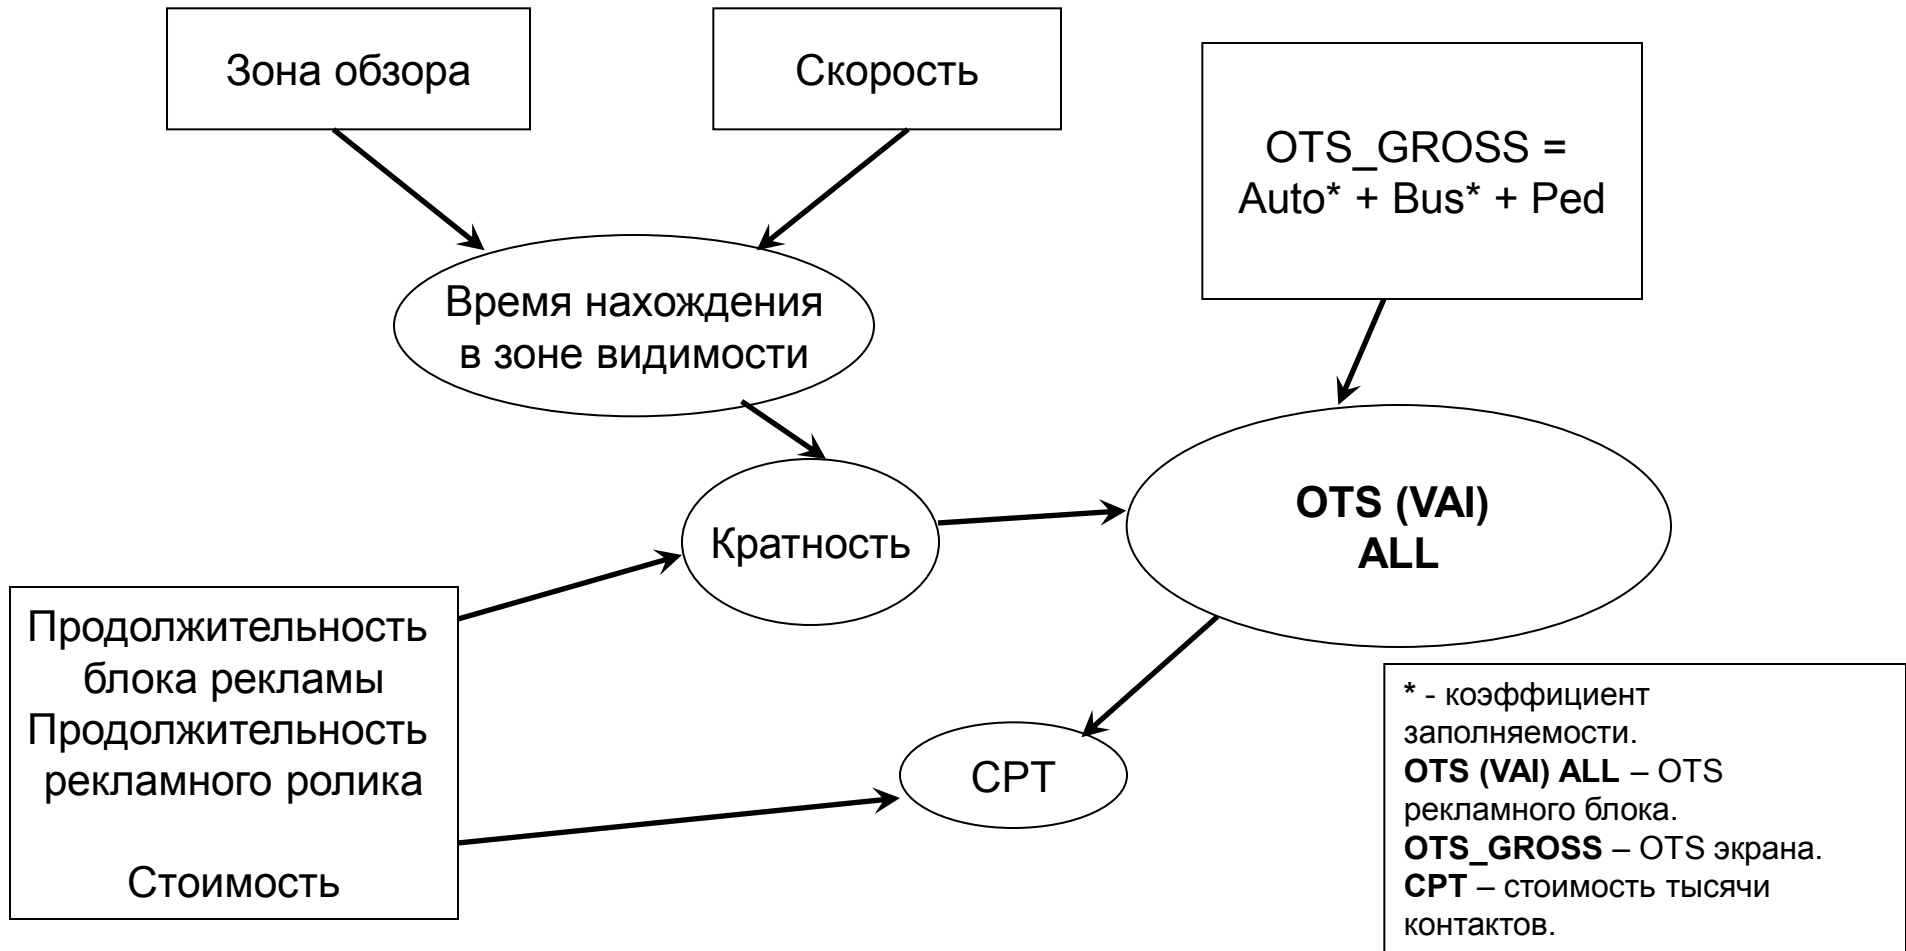 Зона обзора
Скорость
OTS_GROSS =
Auto* + Bus* + Ped
Время нахождения
в зоне видимости
OTS (VAI)
ALL
Кратность
Продолжительность
блока рекламы
Продолжительность
рекламного ролика
Стоимость
CPT
* - коэффициент
заполняемости.
OTS (VAI) ALL – OTS
рекламного блока.
OTS_GROSS – OTS экрана.
CPT – стоимость тысячи
контактов.